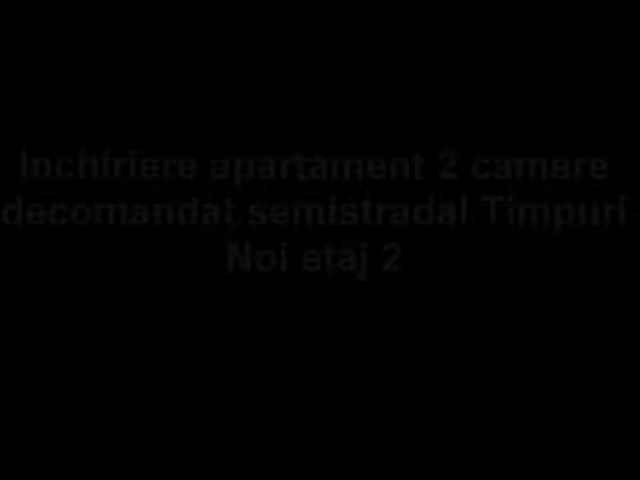 Inchiriere apartament 2 camere
decomandat semistradal Timpuri
Noi etaj 2